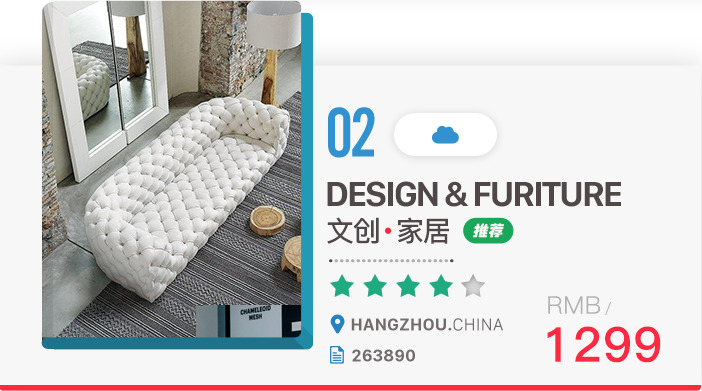 02
DESIGN & FURITURE
文创·家居 推荐
HANGZHOU.CHINA
263890
RMB /
1299
CHAMELEOID
MESH